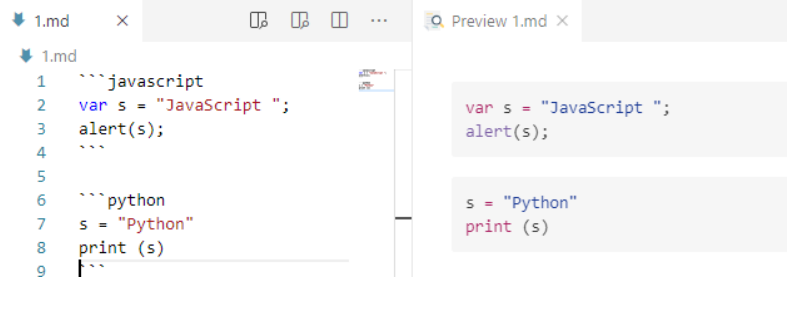 1.md
1.md
1 ```javascript
2 var s = "JavaScript ";
3 alert(s);
4 ```
5
6 ```python
7 s = "Python"
8 print (s)
9 ```
Preview 1.md
var s = "JavaScript ";
alert(s);
s = "Python"
print (s)